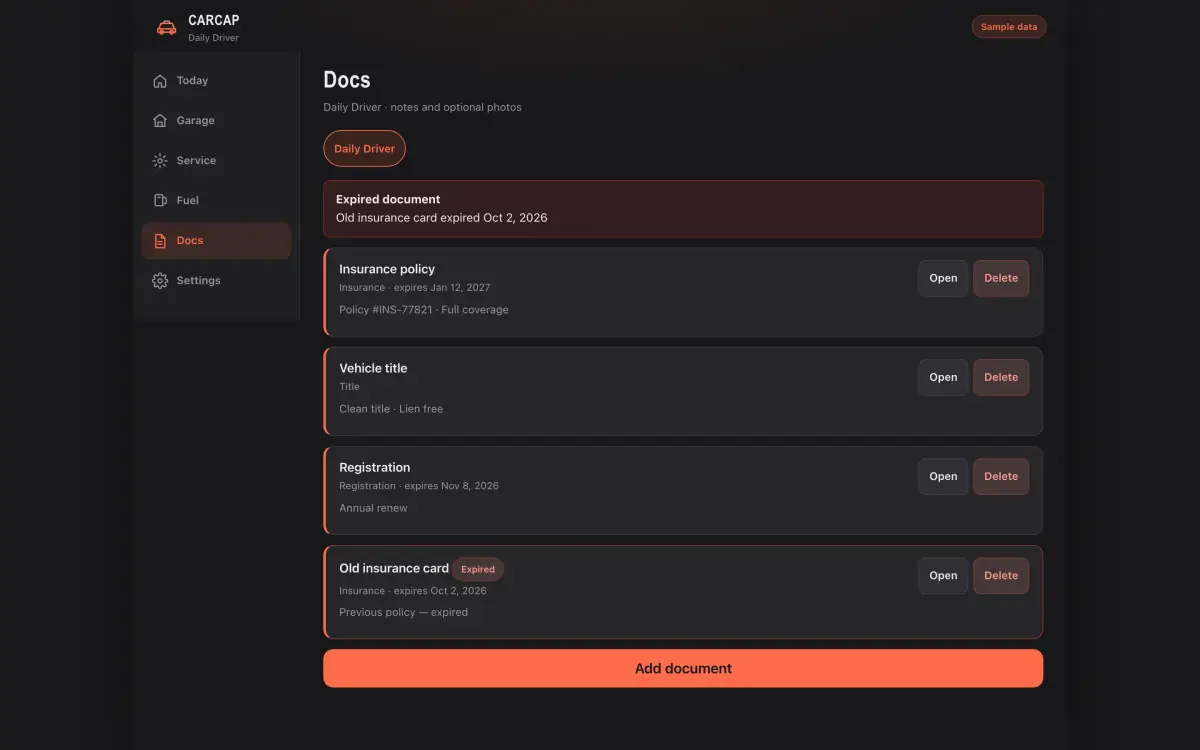 CARCAP
Daily Driver
Sample data
Today
Garage
Service
Fuel
Docs
Settings
Docs
Daily Driver · notes and optional photos
Daily Driver
Expired document
Old insurance card expired Oct 2, 2026
Insurance policy
Insurance · expires Jan 12, 2027
Policy #INS-77821 · Full coverage
Open
Delete
Vehicle title
Title
Clean title · Lien free
Open
Delete
Registration
Registration · expires Nov 8, 2026
Annual renew
Open
Delete
Old insurance card Expired
Insurance · expires Oct 2, 2026
Previous policy — expired
Open
Delete
Add document